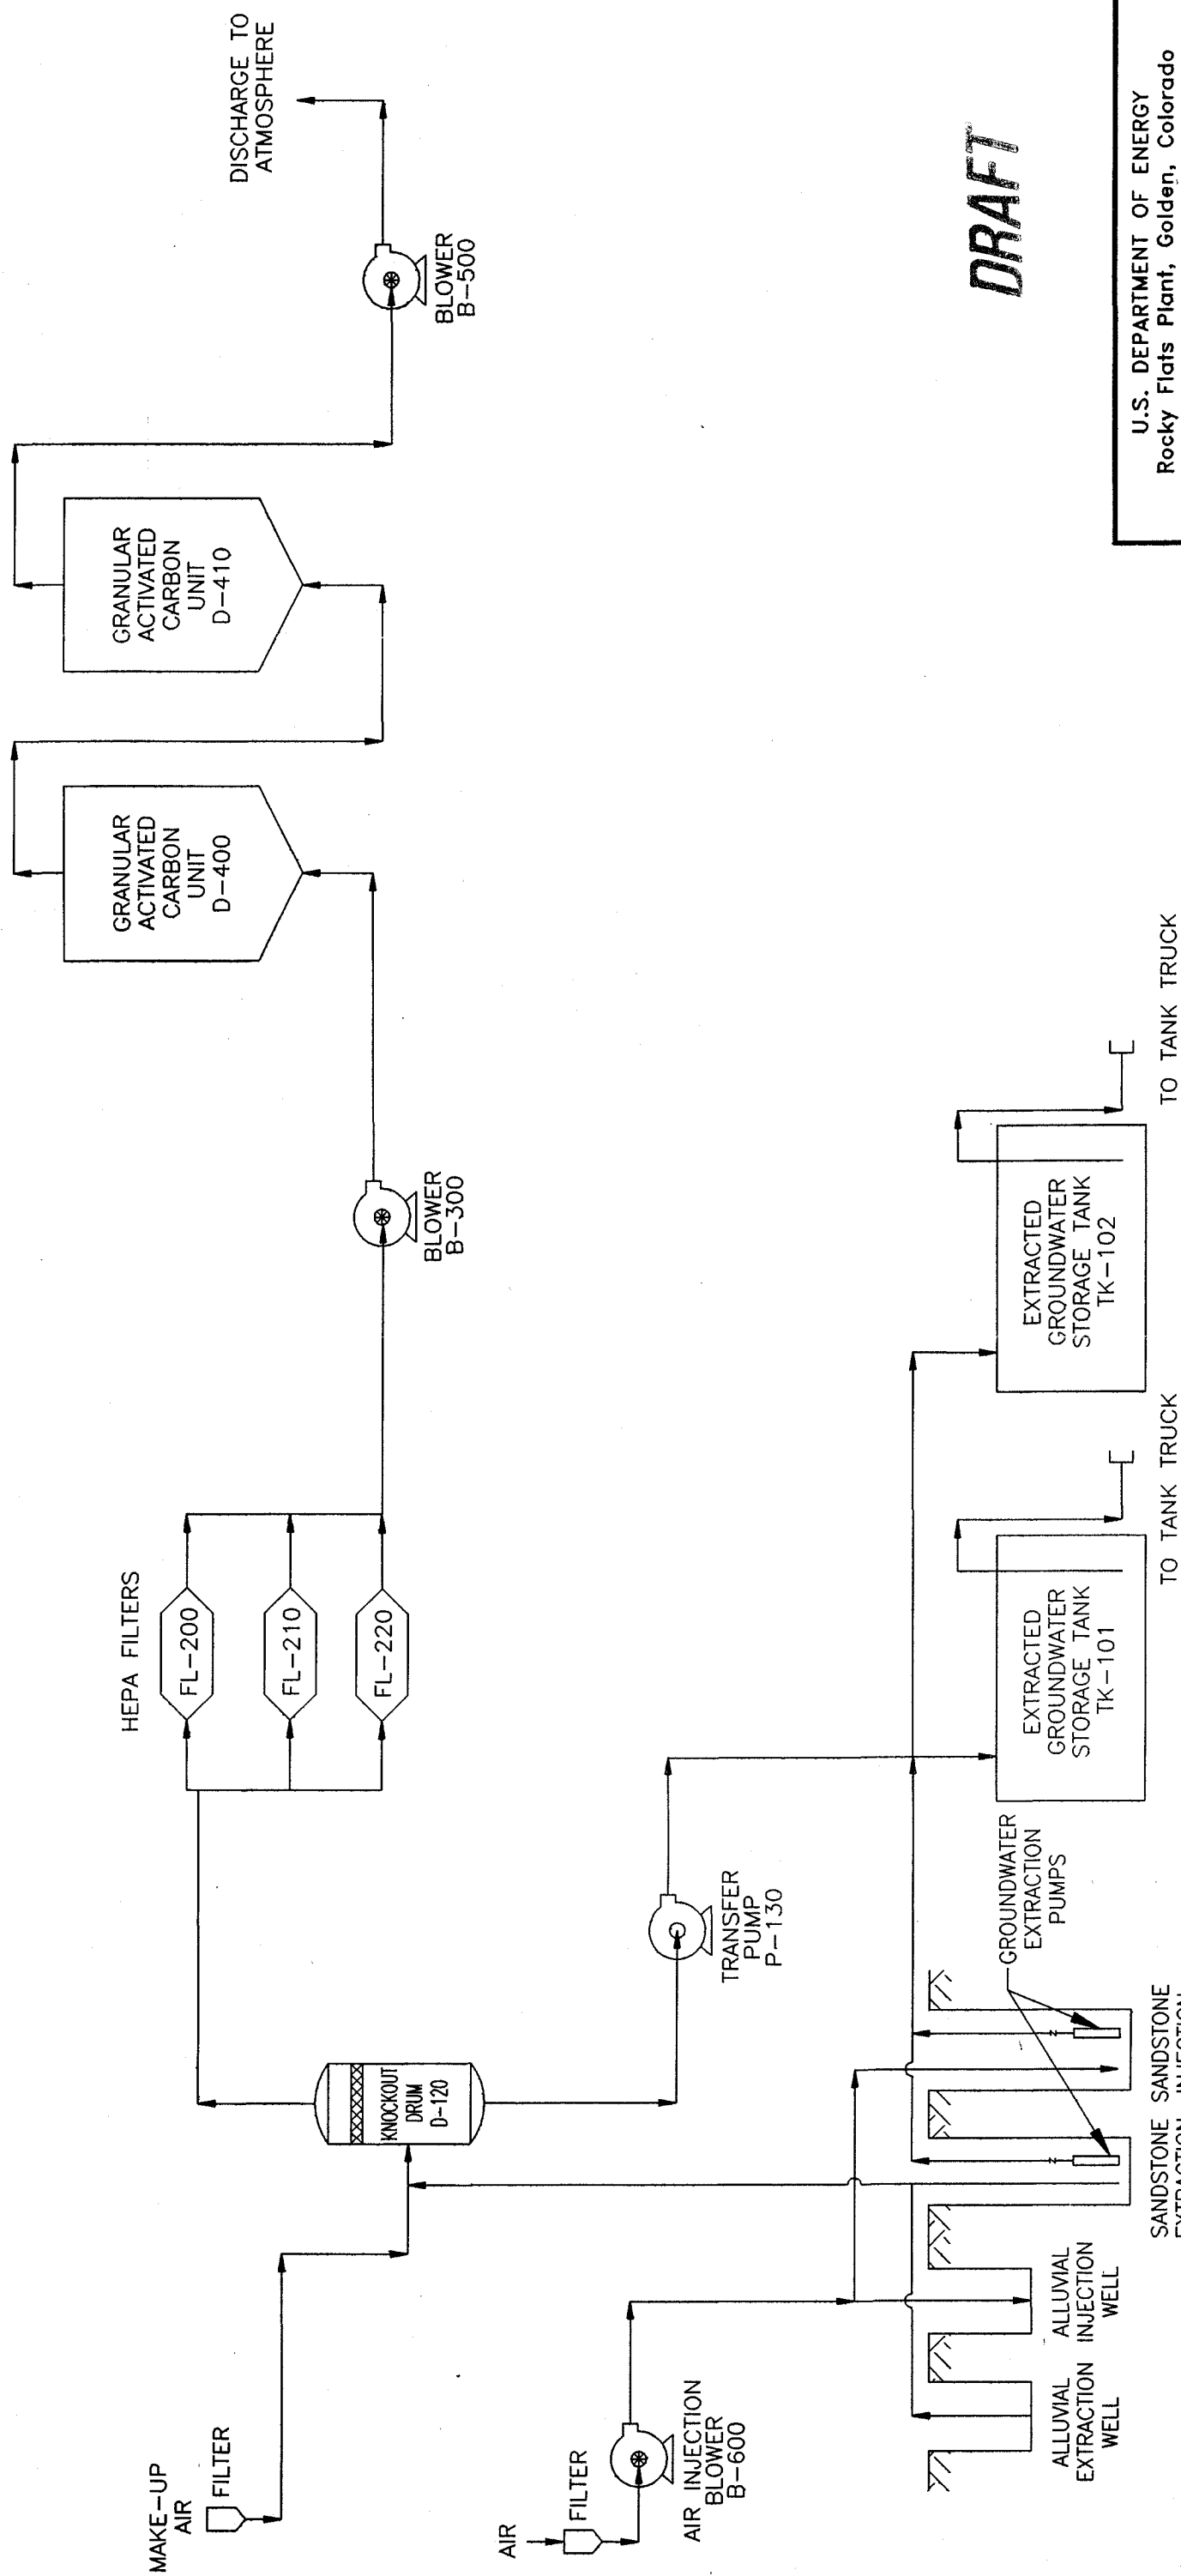 DISCHARGE TO
ATMOSPHERE
BLOWER
B-500
GRANULAR
ACTIVATED
CARBON
UNIT
D-410
GRANULAR
ACTIVATED
CARBON
UNIT
D-400
BLOWER
B-300
HEPA FILTERS
FL-200
FL-210
FL-220
KNOCKOUT
DRUM
D-120
TRANSFER
PUMP
P-130
MAKE-UP
AIR
FILTER
AIR
FILTER
AIR INJECTION
BLOWER
B-600
ALLUVIAL
EXTRACTION
WELL
ALLUVIAL
INJECTION
WELL
SANDSTONE SANDSTONE
EXTRACTION INJECTION
GROUNDWATER
EXTRACTION
PUMPS
EXTRACTED
GROUNDWATER
STORAGE TANK
TK-101
TO TANK TRUCK
EXTRACTED
GROUNDWATER
STORAGE TANK
TK-102
TO TANK TRUCK
DRAFT
U.S. DEPARTMENT OF ENERGY
Rocky Flats Plant, Golden, Colorado